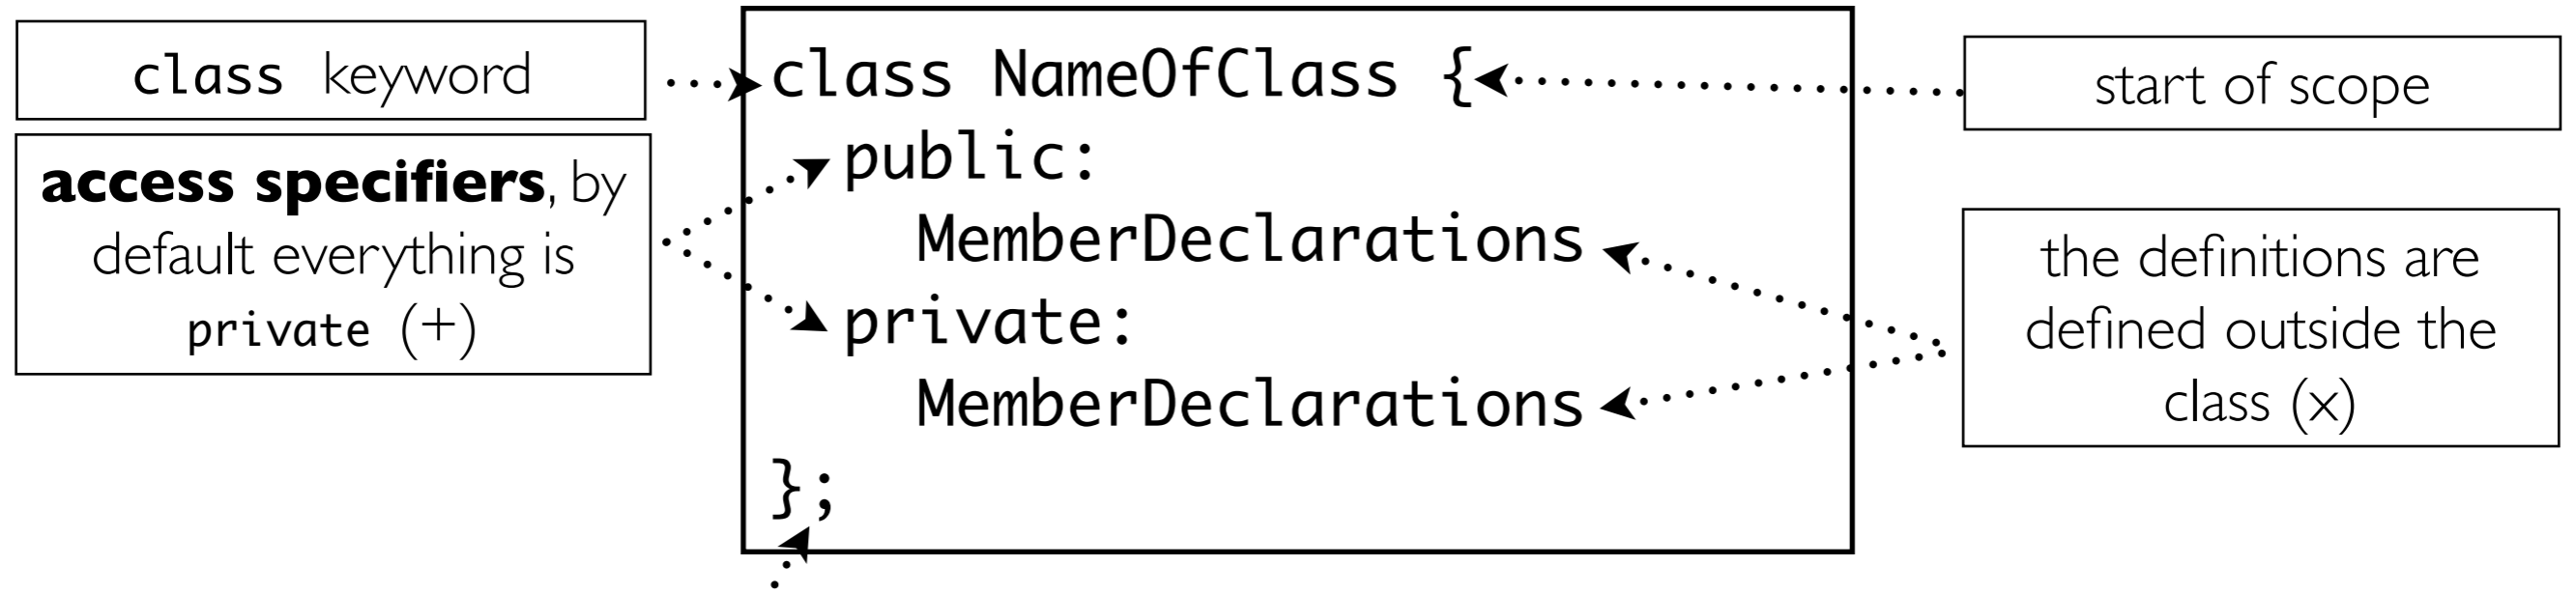 class keyword
access specifiers, by
default everything is
private (+)
class NameOfClass {
public:
MemberDeclarations
private:
MemberDeclarations
};
start of scope
the definitions are
defined outside the
class (x)